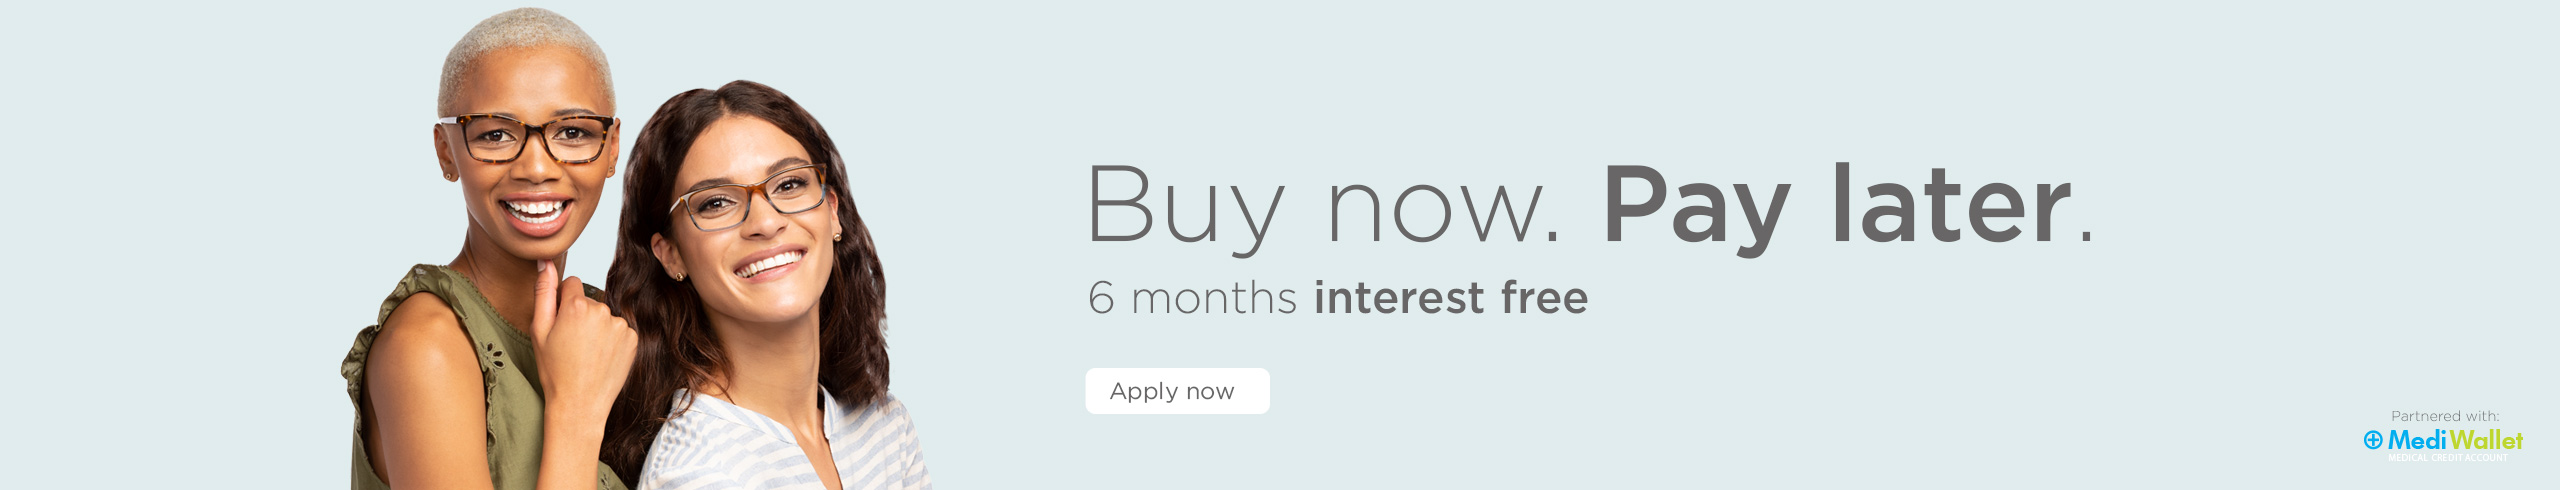 Buy now. Pay later.
6 months interest free
Apply now
Partnered with:
MediWallet
MEDICAL CREDIT ACCOUNT